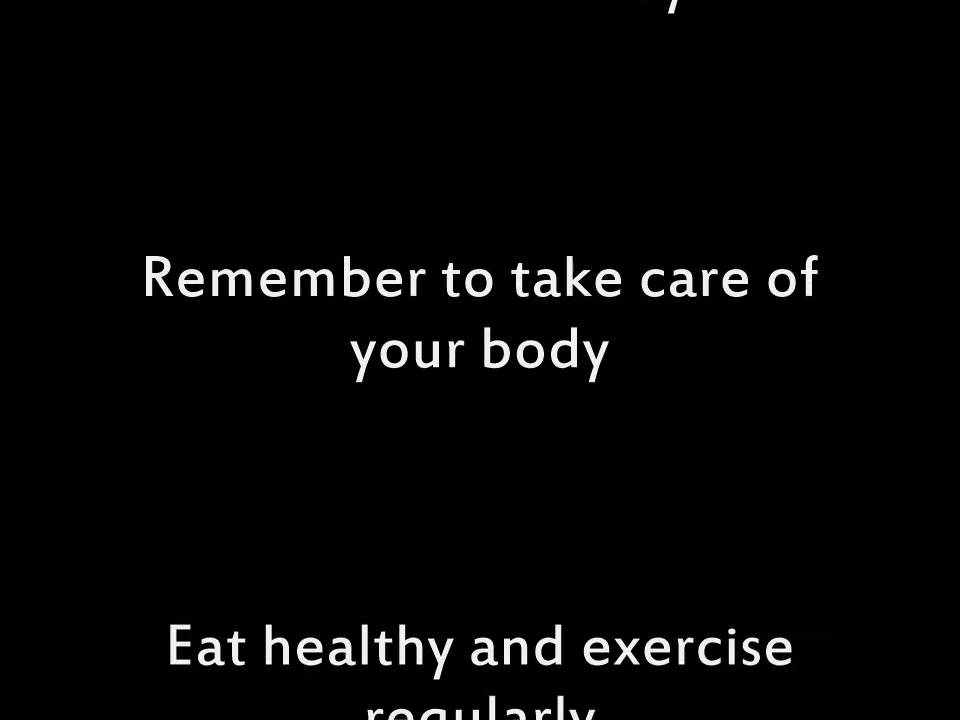 Remember to take care of
your body
Eat healthy and exercise
regularly